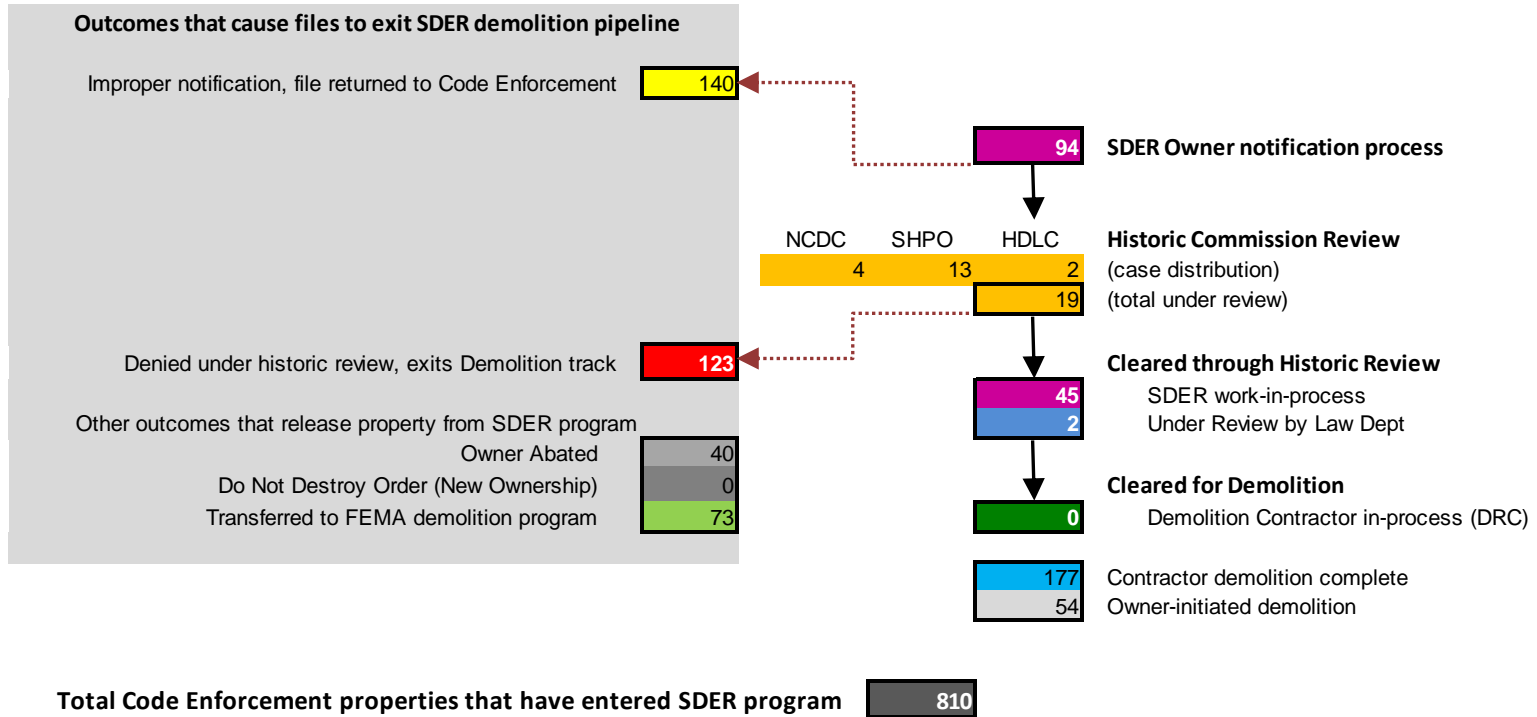 Outcomes that cause files to exit SDER demolition pipeline
Improper notification, file returned to Code Enforcement 140
94 SDER Owner notification process
NCDC SHPO HDLC Historic Commission Review
4 13 2 (case distribution)
19 (total under review)
Denied under historic review, exits Demolition track 123
Cleared through Historic Review
45 SDER work-in-process
Other outcomes that release property from SDER program
2 Under Review by Law Dept
Owner Abated 40
Do Not Destroy Order (New Ownership) 0
Cleared for Demolition
Transferred to FEMA demolition program 73
0 Demolition Contractor in-process (DRC)
177 Contractor demolition complete
54 Owner-initiated demolition
Total Code Enforcement properties that have entered SDER program 810